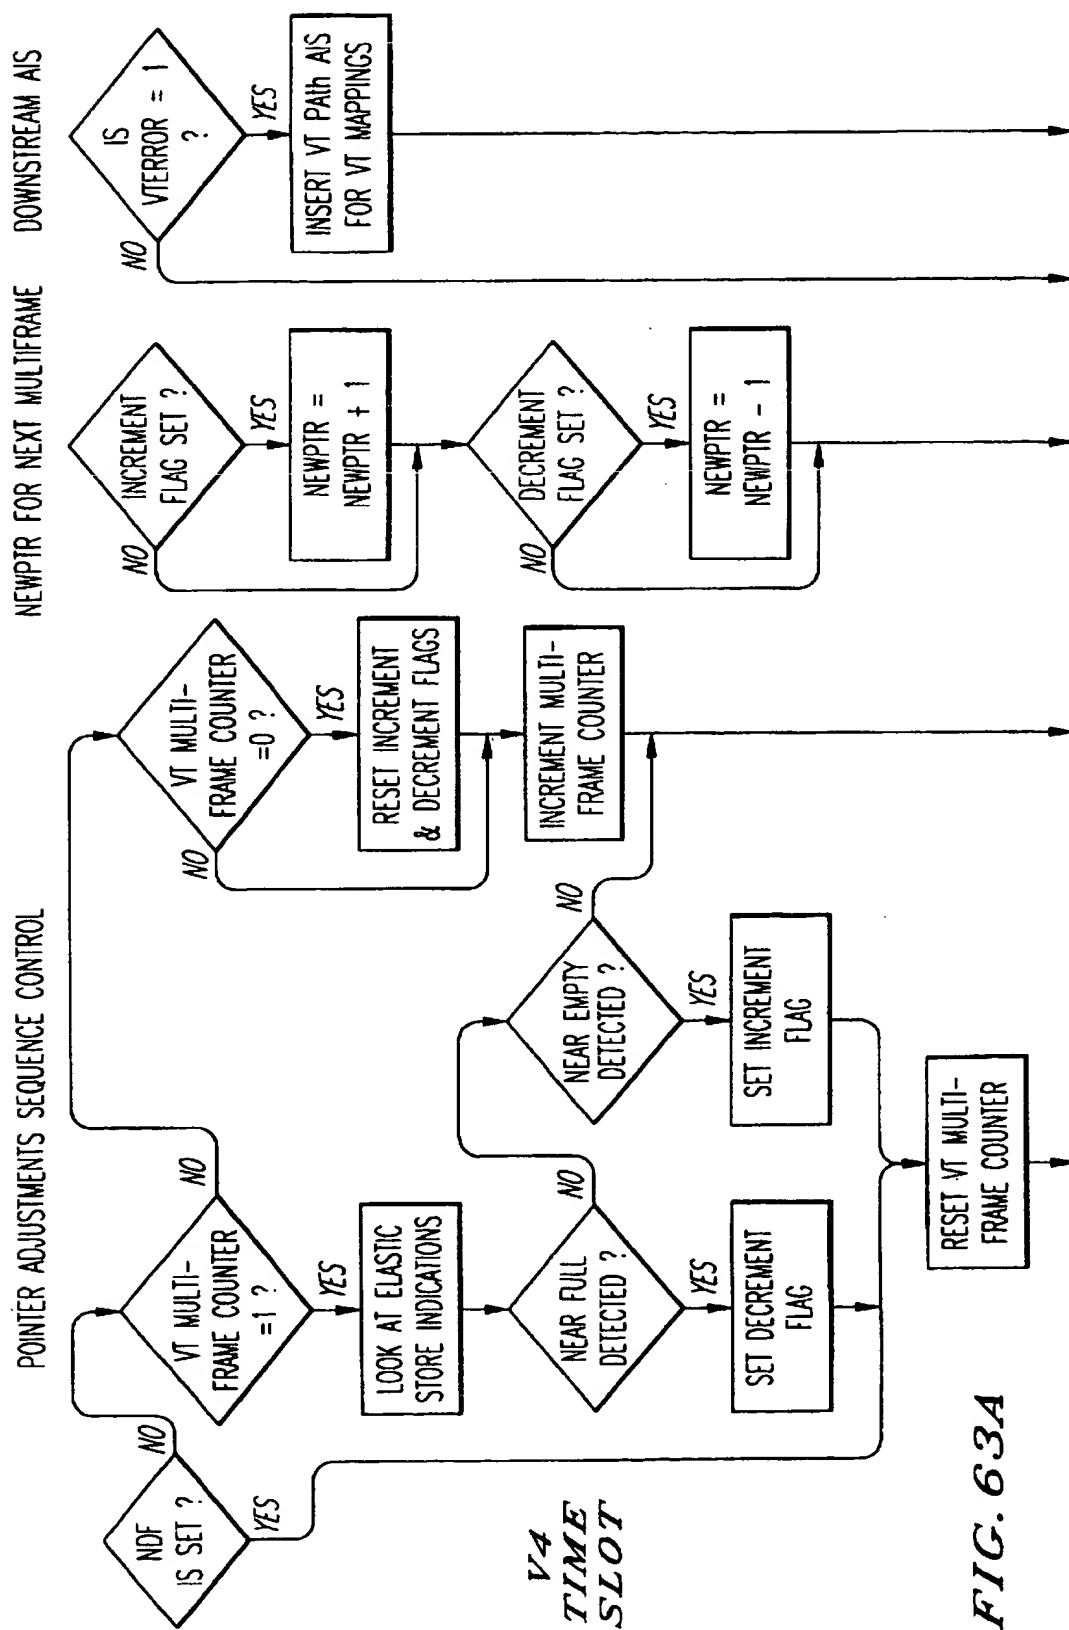 POINTER ADJUSTMENTS SEQUENCE CONTROL
NEWPTR FOR NEXT MULTIFRAME
DOWNSTREAM AIS
NDF
IS SET ?
NO
YES
VT MULTI-
FRAME COUNTER
=1 ?
NO
YES
LOOK AT ELASTIC
STORE INDICATIONS
NEAR FULL
DETECTED ?
NO
YES
SET DECREMENT
FLAG
NEAR EMPTY
DETECTED ?
NO
YES
SET INCREMENT
FLAG
RESET VT MULTI-
FRAME COUNTER
VT MULTI-
FRAME COUNTER
=0 ?
NO
YES
RESET INCREMENT
& DECREMENT FLAGS
INCREMENT MULTI-
FRAME COUNTER
INCREMENT
FLAG SET ?
NO
YES
NEWPTR =
NEWPTR + 1
DECREMENT
FLAG SET ?
NO
YES
NEWPTR =
NEWPTR - 1
IS
VTERROR = 1
?
NO
YES
INSERT VT PATh AIS
FOR VT MAPPINGS
V4
TIME
SLOT
FIG. 63A